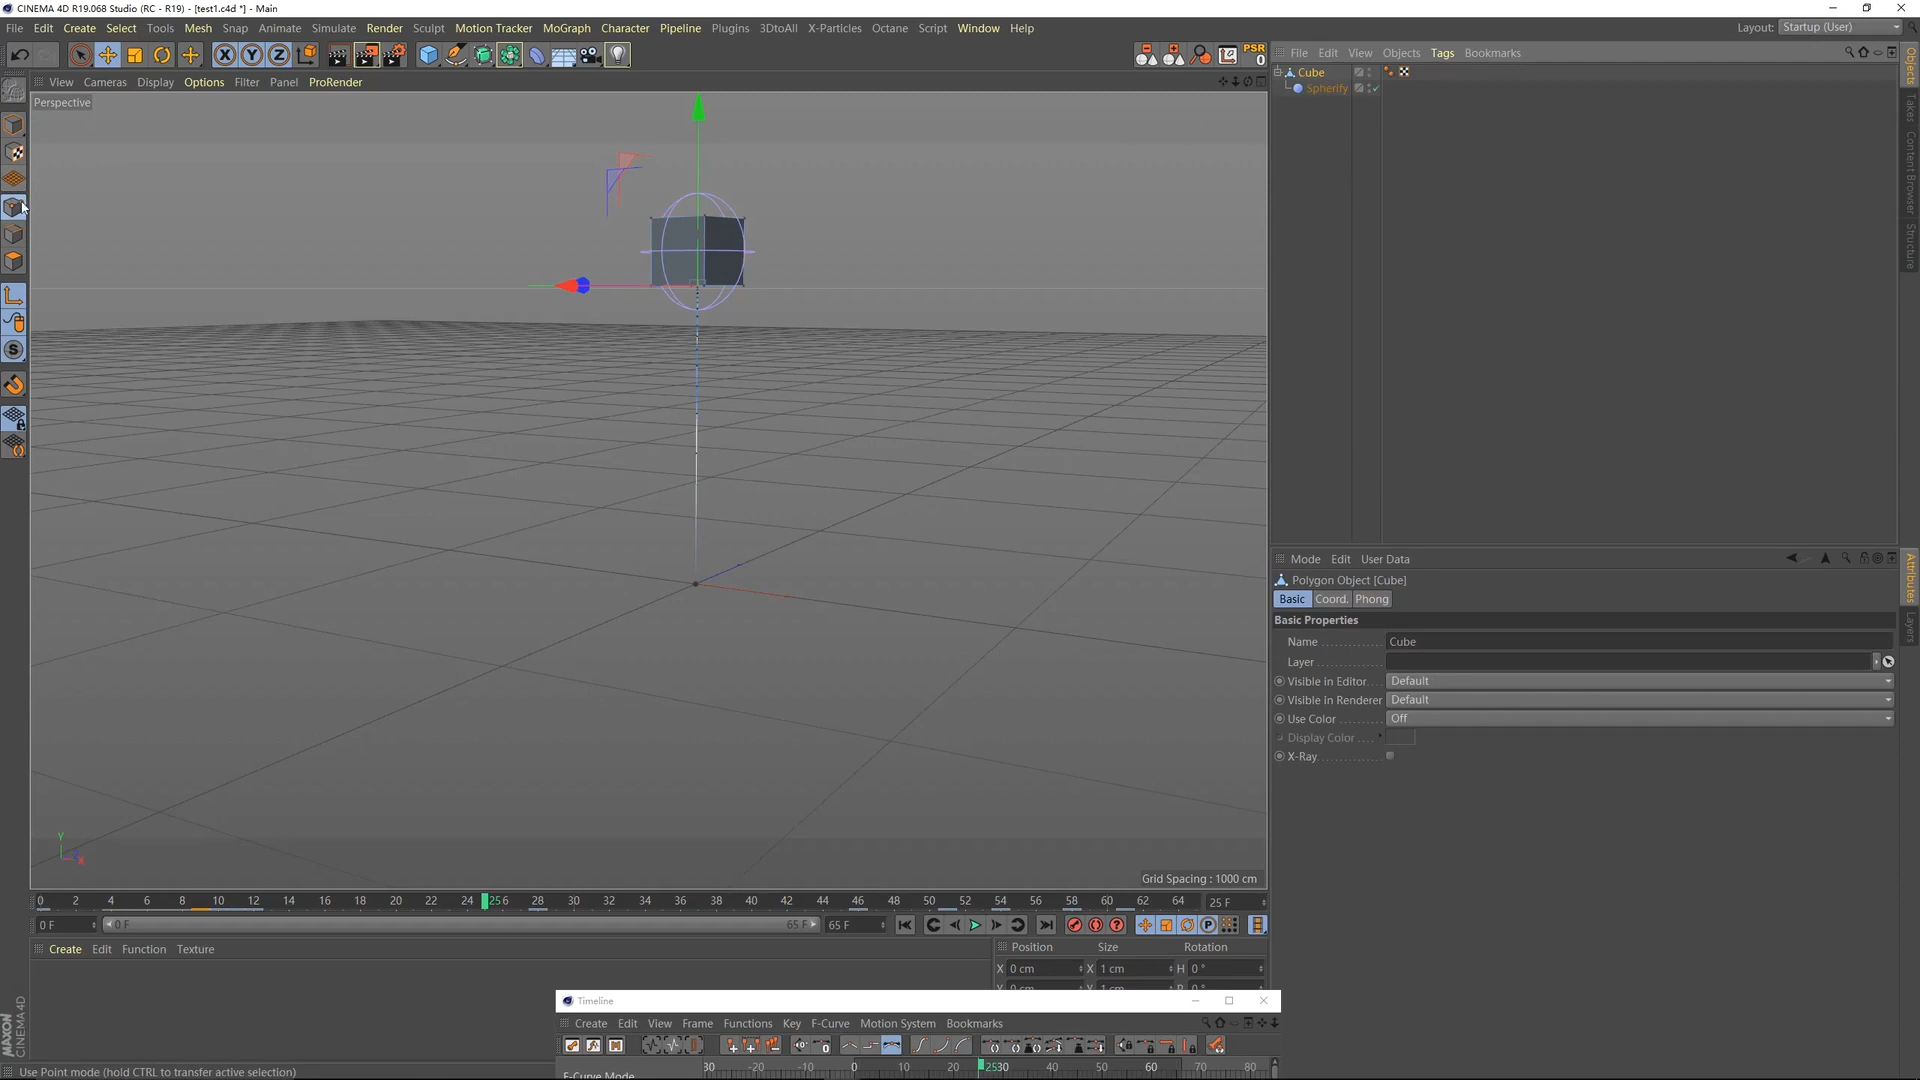 CINEMA 4D R19.068 Studio (RC - R19) - [test1.c4d *] - Main
File Edit Create Select Tools Mesh Snap Animate Simulate Render Sculpt Motion Tracker MoGraph Character Pipeline Plugins 3DtoAll X-Particles Octane Script Window Help Layout: Startup (User)
X Y Z PSR 0
File Edit View Objects Tags Bookmarks
View Cameras Display Options Filter Panel ProRender
Perspective
Cube
Spherify
Objects
Takes
Content Browser
Structure
S
Mode Edit User Data
Polygon Object [Cube]
Basic Coord. Phong
Basic Properties
Name Cube
Layer
Visible in Editor Default
Visible in Renderer Default
Use Color Off
Display Color
X-Ray
Attributes
Layers
Y
Z
X
Grid Spacing : 1000 cm
0 2 4 6 8 10 12 14 16 18 20 22 24 256 28 30 32 34 36 38 40 42 44 46 48 50 52 54 56 58 60 62 64 25 F
0 F 0 F 65 F 65 F
Create Edit Function Texture
Position Size Rotation
X 0 cm X 1 cm H 0 °
Timeline
Create Edit View Frame Functions Key F-Curve Motion System Bookmarks
F-Curve Mode
30 -20 -10 0 10 20 2530 40 50 60 70 80
MAXON
CINEMA 4D
Use Point mode (hold CTRL to transfer active selection)